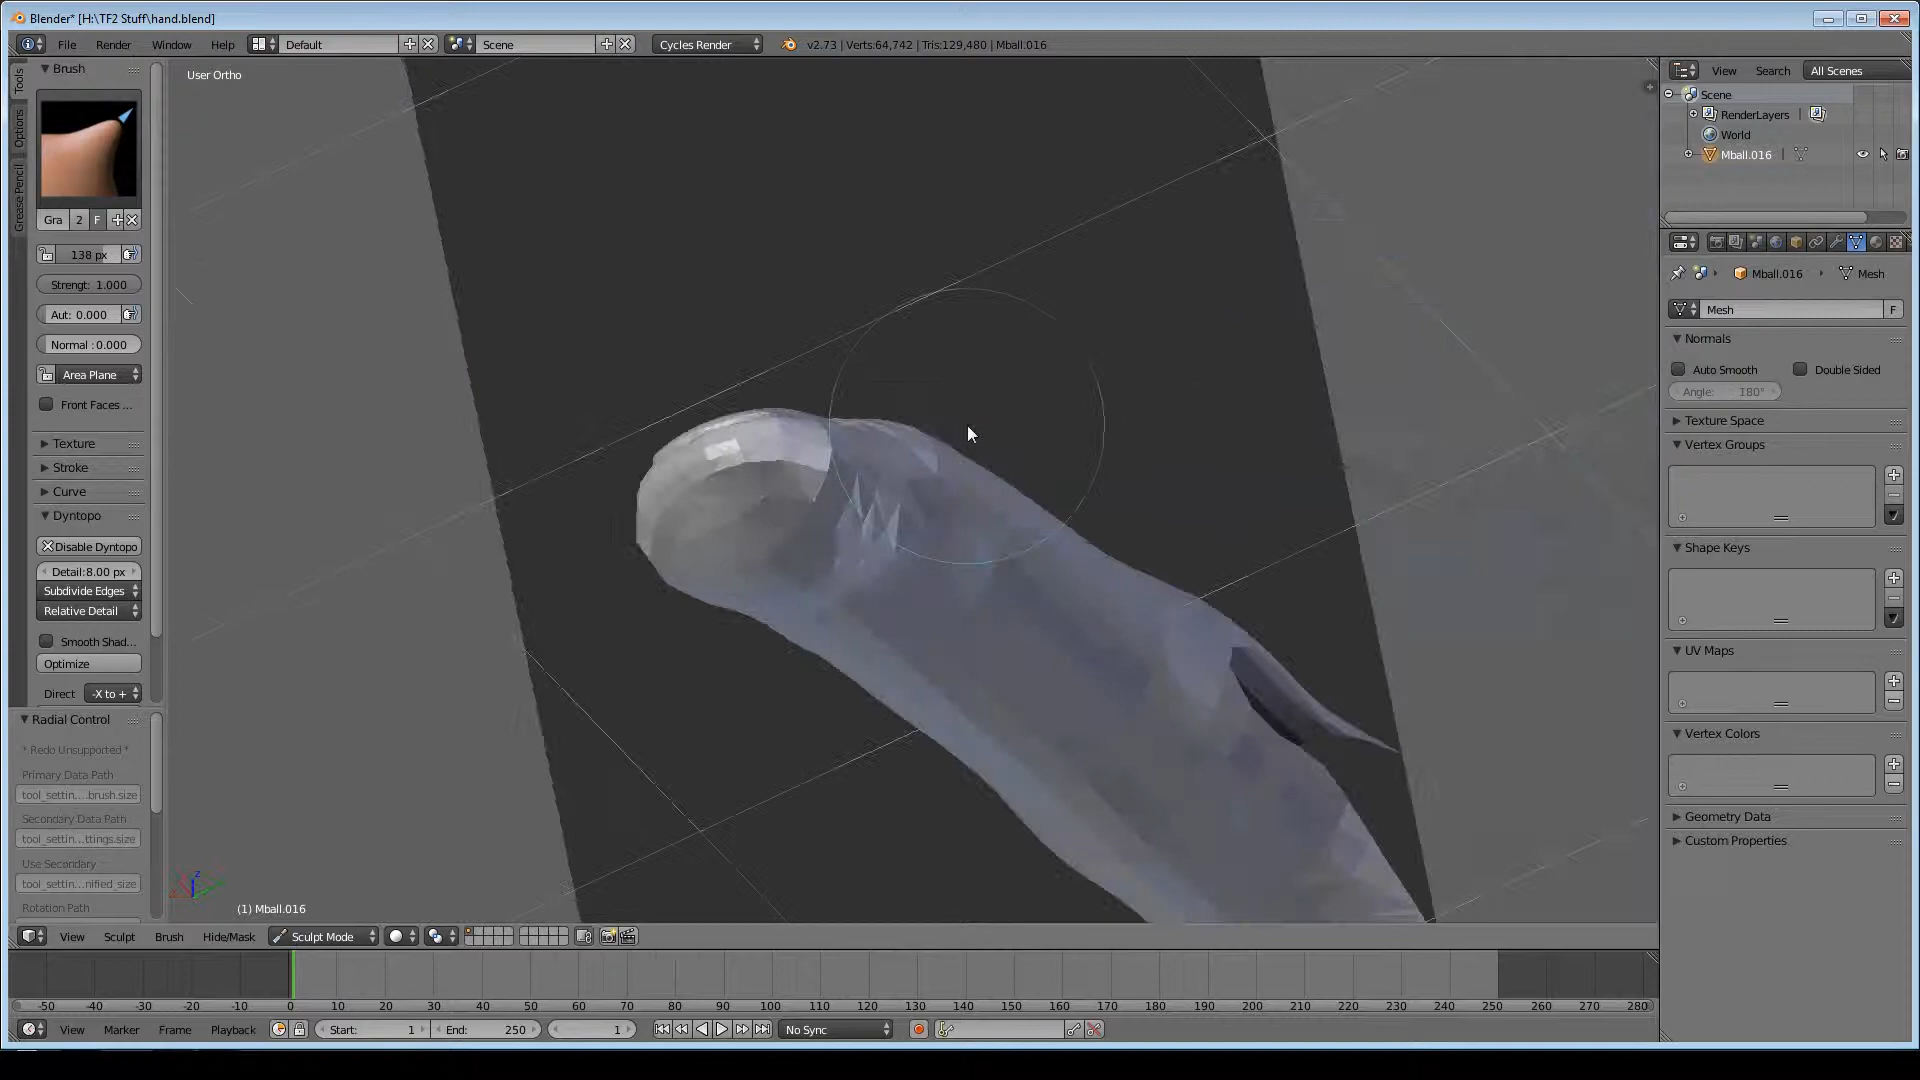 Blender* [H:\TF2 Stuff\hand.blend]
File Render Window Help Default Scene Cycles Render v2.73 | Verts:64,742 | Tris:129,480 | Mball.016
Tools
Options
Grease Pencil
Brush
Gra 2 F
138 px
Strengt: 1.000
Aut: 0.000
Normal :0.000
Area Plane
Front Faces ...
Texture
Stroke
Curve
Dyntopo
Disable Dyntopo
Detail:8.00 px
Subdivide Edges
Relative Detail
Smooth Shad...
Optimize
Direct -X to +
Radial Control
* Redo Unsupported *
Primary Data Path
tool_settin,...brush.size
Secondary Data Path
tool_settin...ttings.size
Use Secondary
tool_settin...nified_size
Rotation Path
User Ortho
z
(1) Mball.016
View Sculpt Brush Hide/Mask Sculpt Mode
-50 -40 -30 -20 -10 0 10 20 30 40 50 60 70 80 90 100 110 120 130 140 150 160 170 180 190 200 210 220 230 240 250 260 270 280
View Marker Frame Playback Start: 1 End: 250 1 No Sync
View Search All Scenes
Scene
RenderLayers |
World
Mball.016 |
Mball.016 Mesh
Mesh F
Normals
Auto Smooth Double Sided
Angle: 180°
Texture Space
Vertex Groups
Shape Keys
UV Maps
Vertex Colors
Geometry Data
Custom Properties